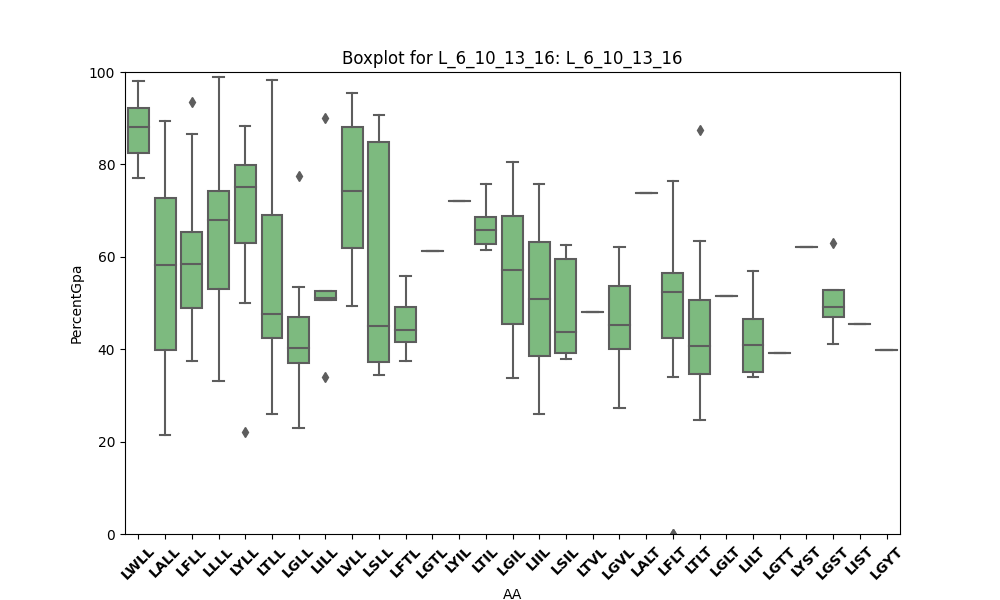 Boxplot for L_6_10_13_16: L_6_10_13_16
100
80
60
40
20
0
PercentGpa
LWLL LALL LFLL LLLL LYLL LTLL LGLL LILL LVLL LSLL LFTL LGTL LYIL LTIL LGIL LIIL LSIL LTVL LGVL LALT LFLT LTLT LGLT LILT LGTT LYST LGST LIST LGYT
AA